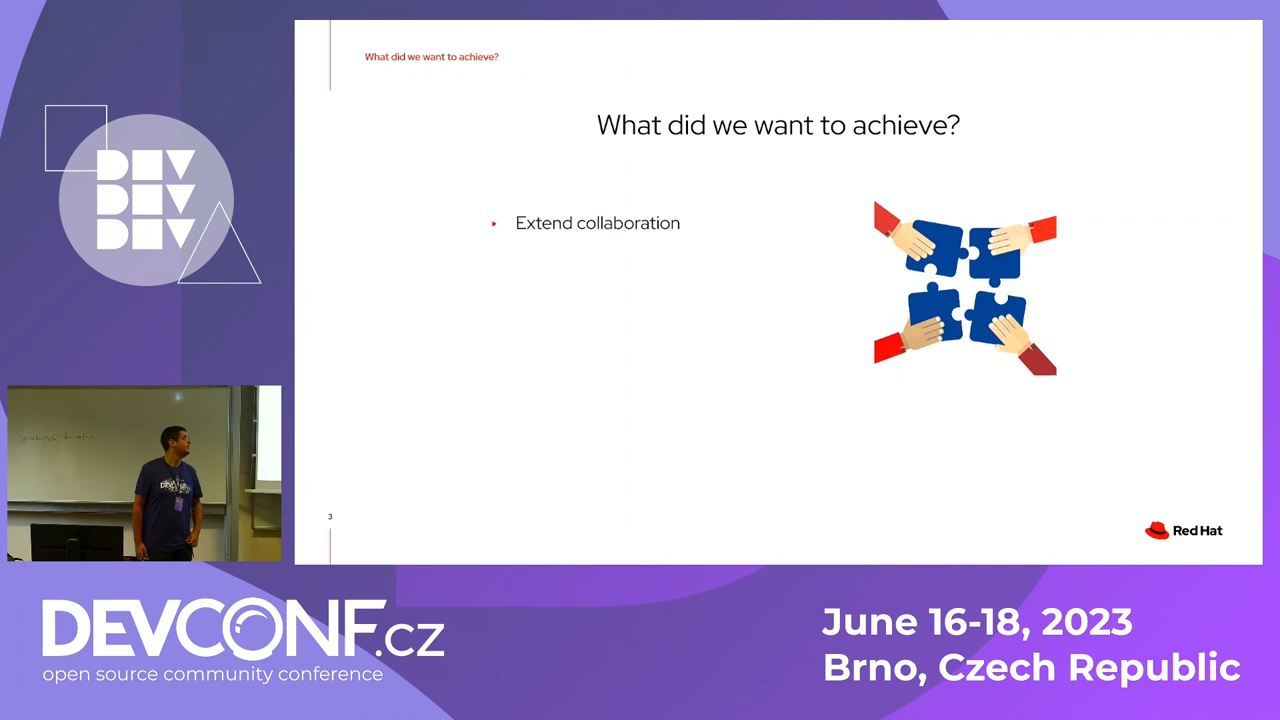 What did we want to achieve?
What did we want to achieve?
▸ Extend collaboration
3
Red Hat
DEV
DEV
DEV
DEVCONF.cz
open source community conference
June 16-18, 2023
Brno, Czech Republic